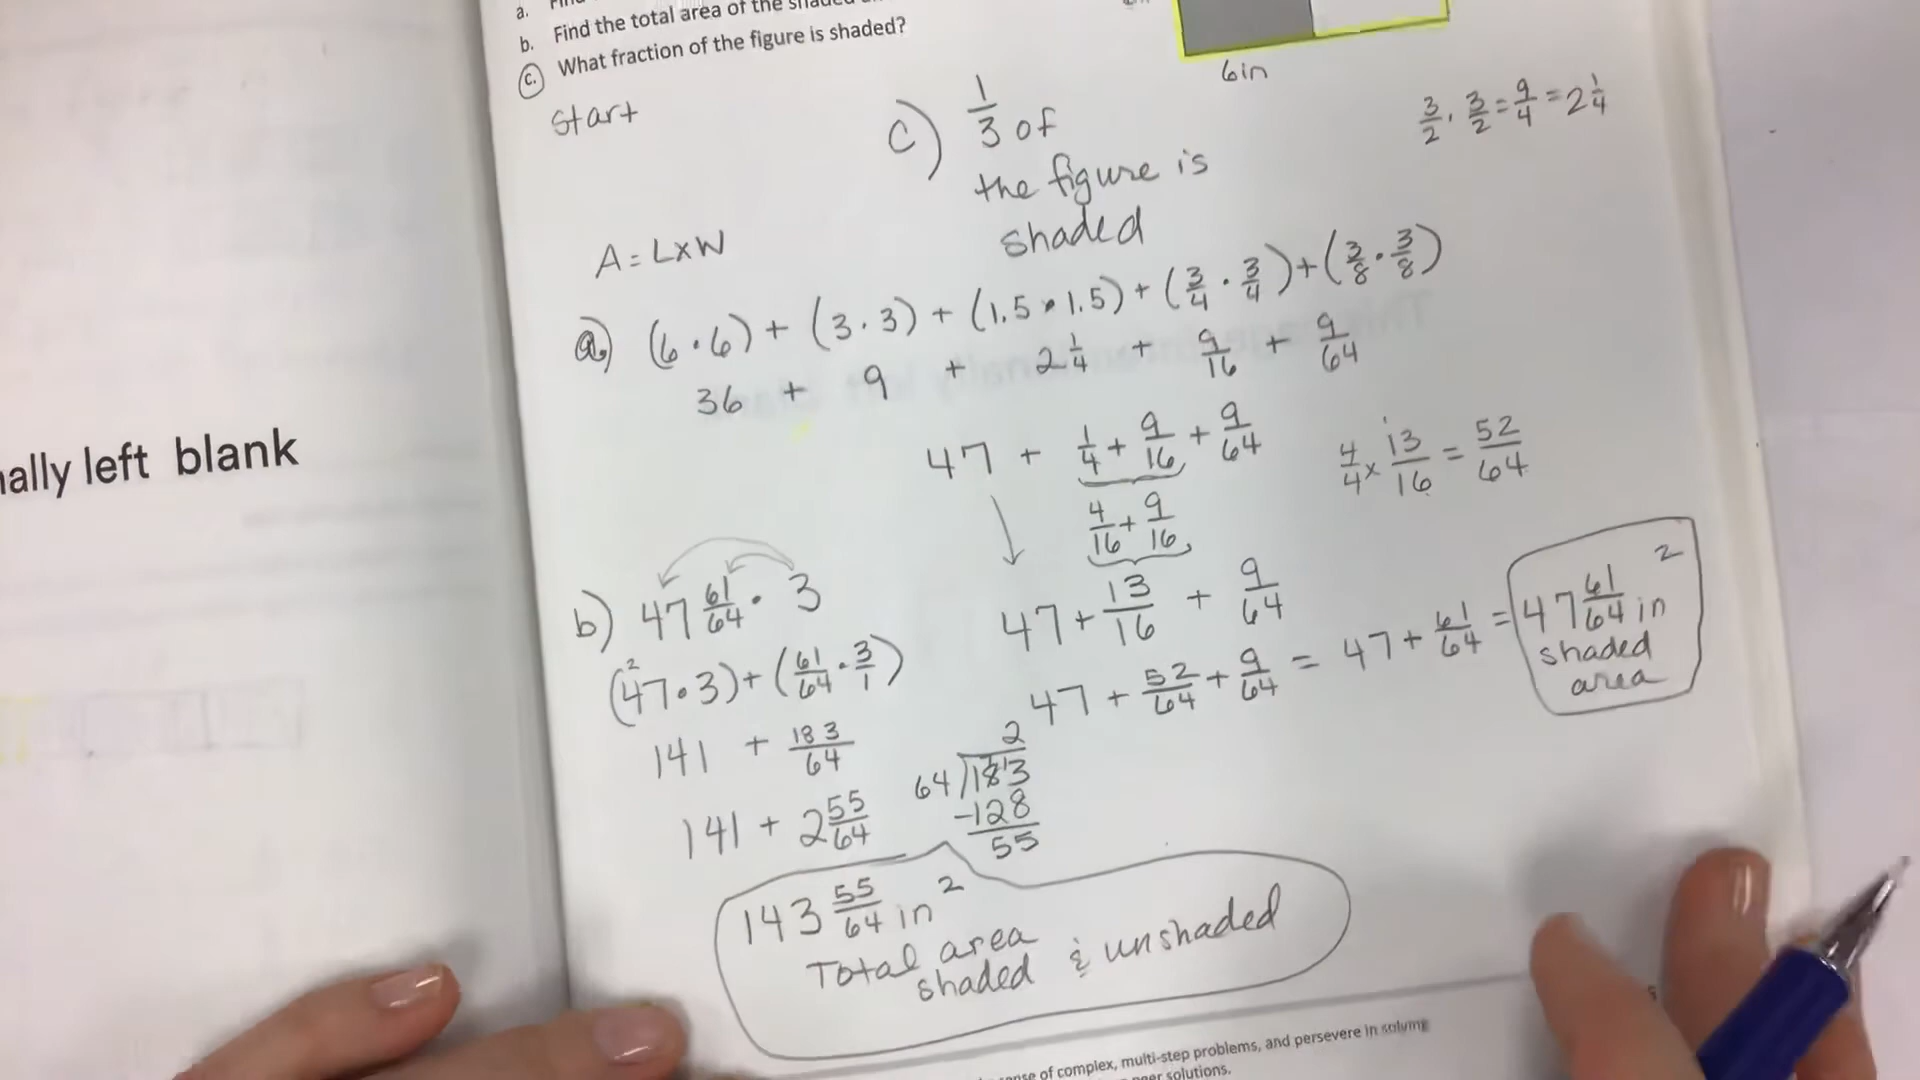 a.
b. Find the total area of the shaded
c. What fraction of the figure is shaded?
6in
start
c) 1/3 of
the figure is
shaded
3/2 · 3/2 = 9/4 = 2 1/4
A = L x W
a) (6 · 6) + (3 · 3) + (1.5 · 1.5) + (3/4 · 3/4) + (3/8 · 3/8)
36 + 9 + 2 1/4 + 9/16 + 9/64
47 + 1/4 + 9/16 + 9/64
4/4 x 13/16 = 52/64
4/16 + 9/16
47 + 13/16 + 9/64
47 + 52/64 + 9/64 = 47 + 61/64 = 47 61/64 in²
shaded
area
b) 47 61/64 · 3
(47 · 3) + (61/64 · 3/1)
141 + 183/64
141 + 2 55/64
2
64)183
-128
55
143 55/64 in²
Total area
shaded & unshaded
nally left blank
of complex, multi-step problems, and persevere in solving
solutions.